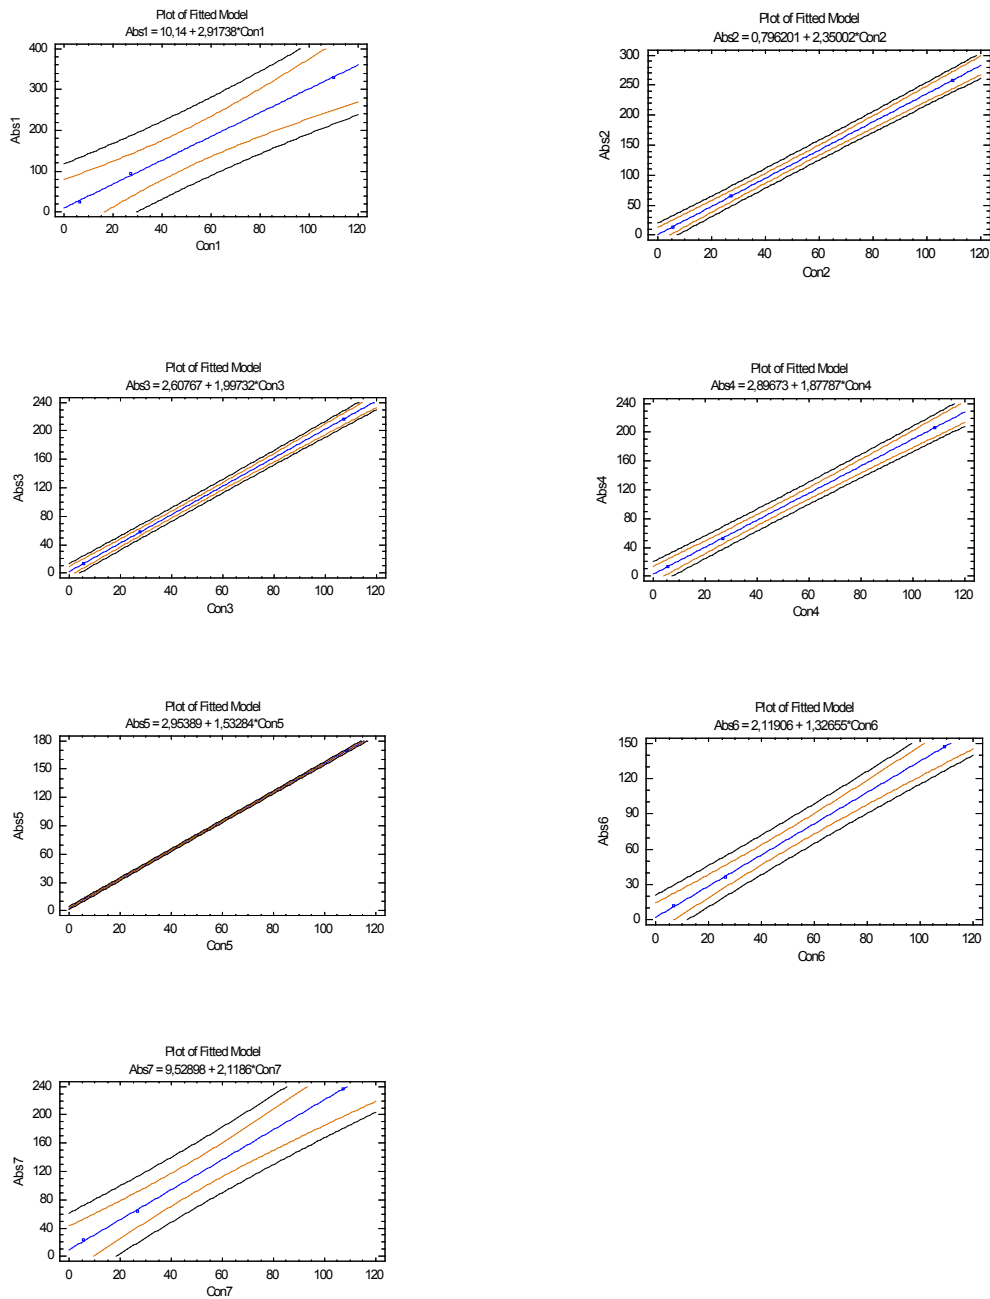 Plot of Fitted Model
Abs1 = 10,14 + 2,91738*Con1
400
300
200
100
0
Abs1
0 20 40 60 80 100 120
Con1
Plot of Fitted Model
Abs2 = 0,796201 + 2,35002*Con2
300
250
200
150
100
50
0
Abs2
0 20 40 60 80 100 120
Con2
Plot of Fitted Model
Abs3 = 2,60767 + 1,99732*Con3
240
200
160
120
80
40
0
Abs3
0 20 40 60 80 100 120
Con3
Plot of Fitted Model
Abs4 = 2,89673 + 1,87787*Con4
240
200
160
120
80
40
0
Abs4
0 20 40 60 80 100 120
Con4
Plot of Fitted Model
Abs5 = 2,95389 + 1,53284*Con5
180
150
120
90
60
30
0
Abs5
0 20 40 60 80 100 120
Con5
Plot of Fitted Model
Abs6 = 2,11906 + 1,32655*Con6
150
120
90
60
30
0
Abs6
0 20 40 60 80 100 120
Con6
Plot of Fitted Model
Abs7 = 9,52898 + 2,1186*Con7
240
200
160
120
80
40
0
Abs7
0 20 40 60 80 100 120
Con7